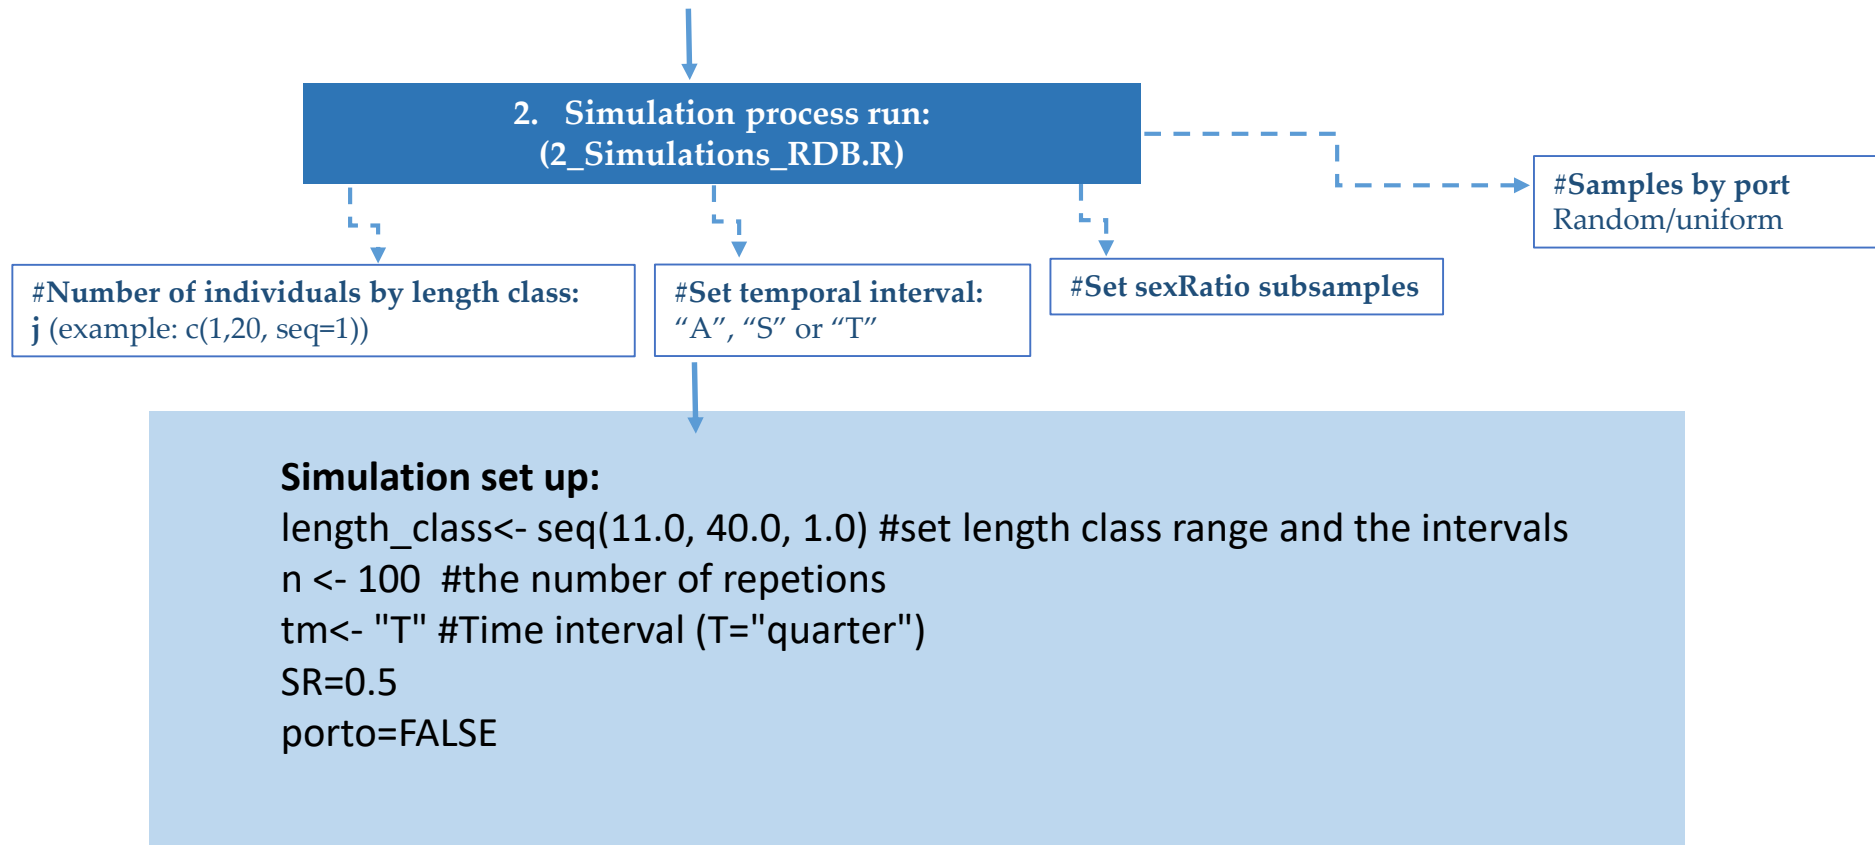 2. Simulation process run:
(2_Simulations_RDB.R)
#Samples by port
Random/uniform
#Number of individuals by length class:
j (example: c(1,20, seq=1))
#Set temporal interval:
“A”, “S” or “T”
#Set sexRatio subsamples
Simulation set up:
length_class<- seq(11.0, 40.0, 1.0) #set length class range and the intervals
n <- 100  #the number of repetions
tm<- "T" #Time interval (T="quarter")
SR=0.5
porto=FALSE